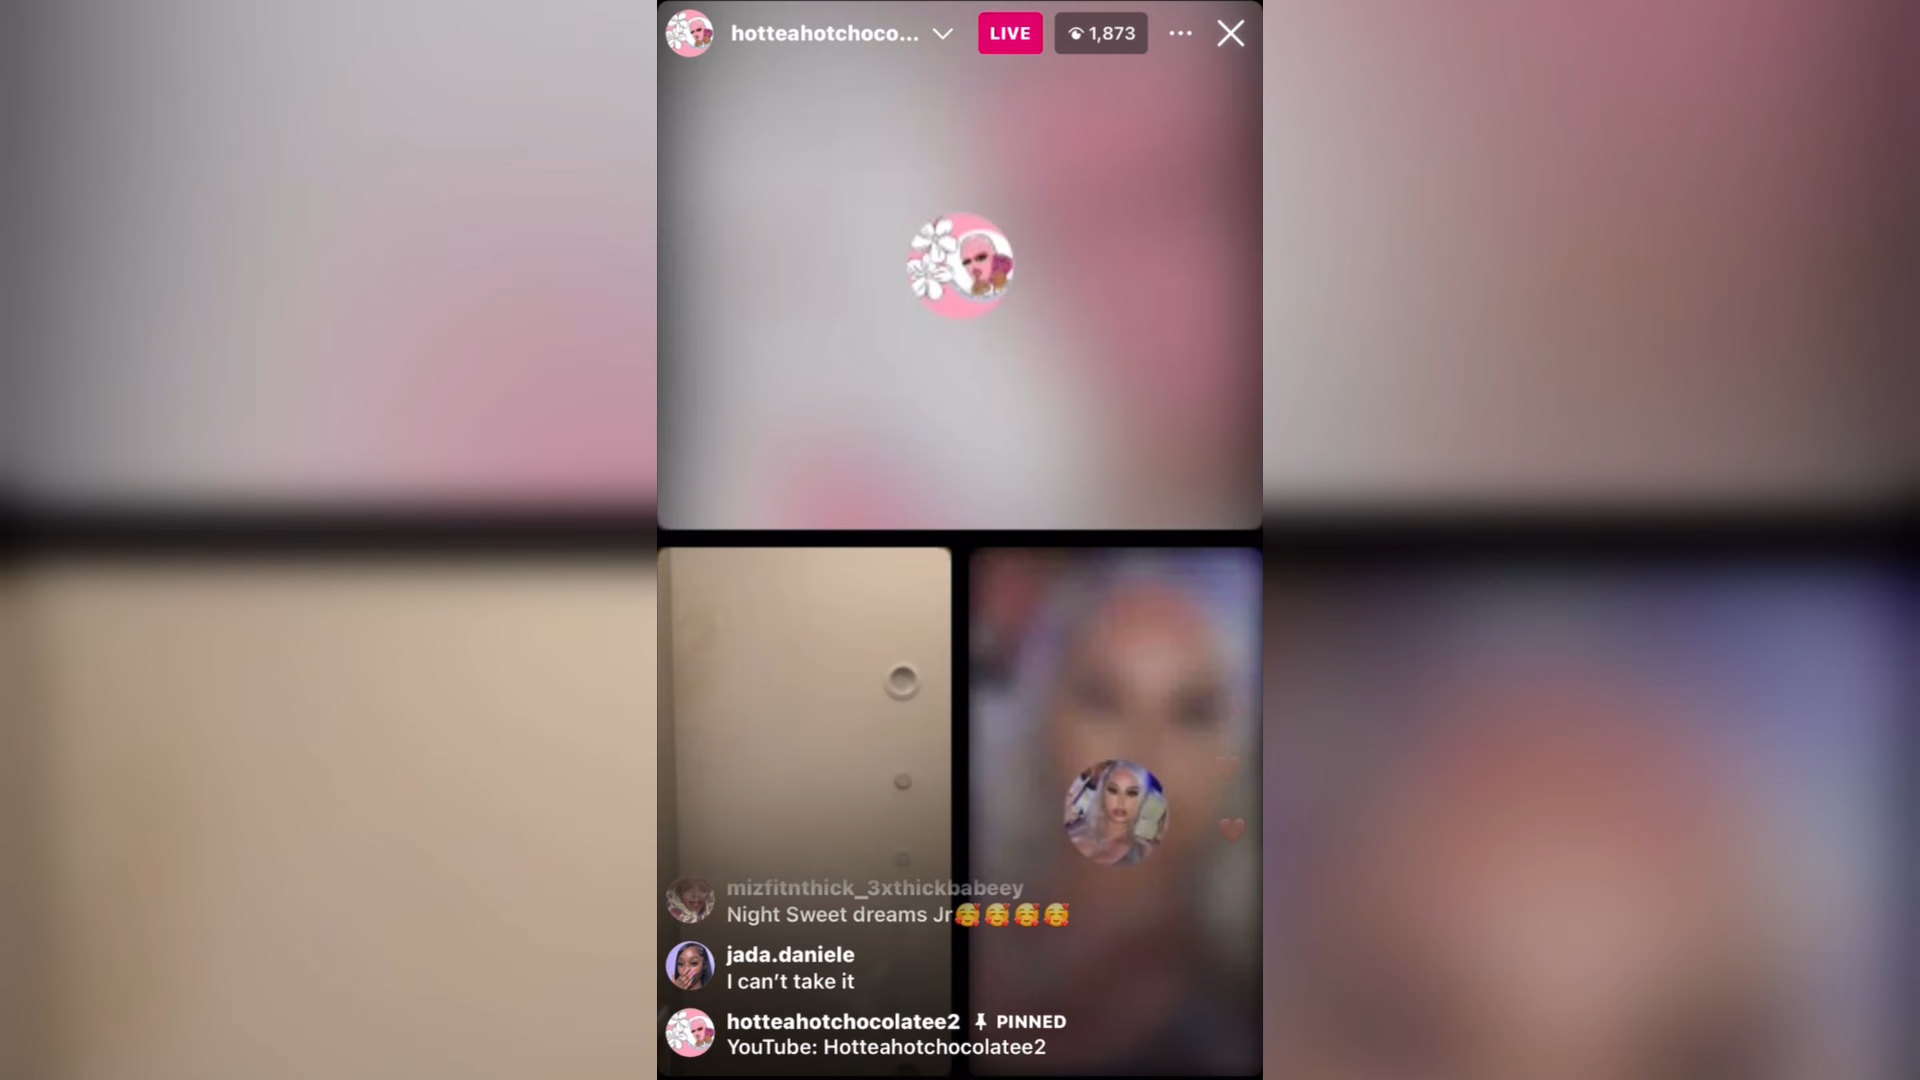 hotteahotchoco...
LIVE
1,873
mizfitnthick_3xthickbabeey
Night Sweet dreams Jr🥰🥰🥰🥰
jada.daniele
I can’t take it
hotteahotchocolatee2 PINNED
YouTube: Hotteahotchocolatee2